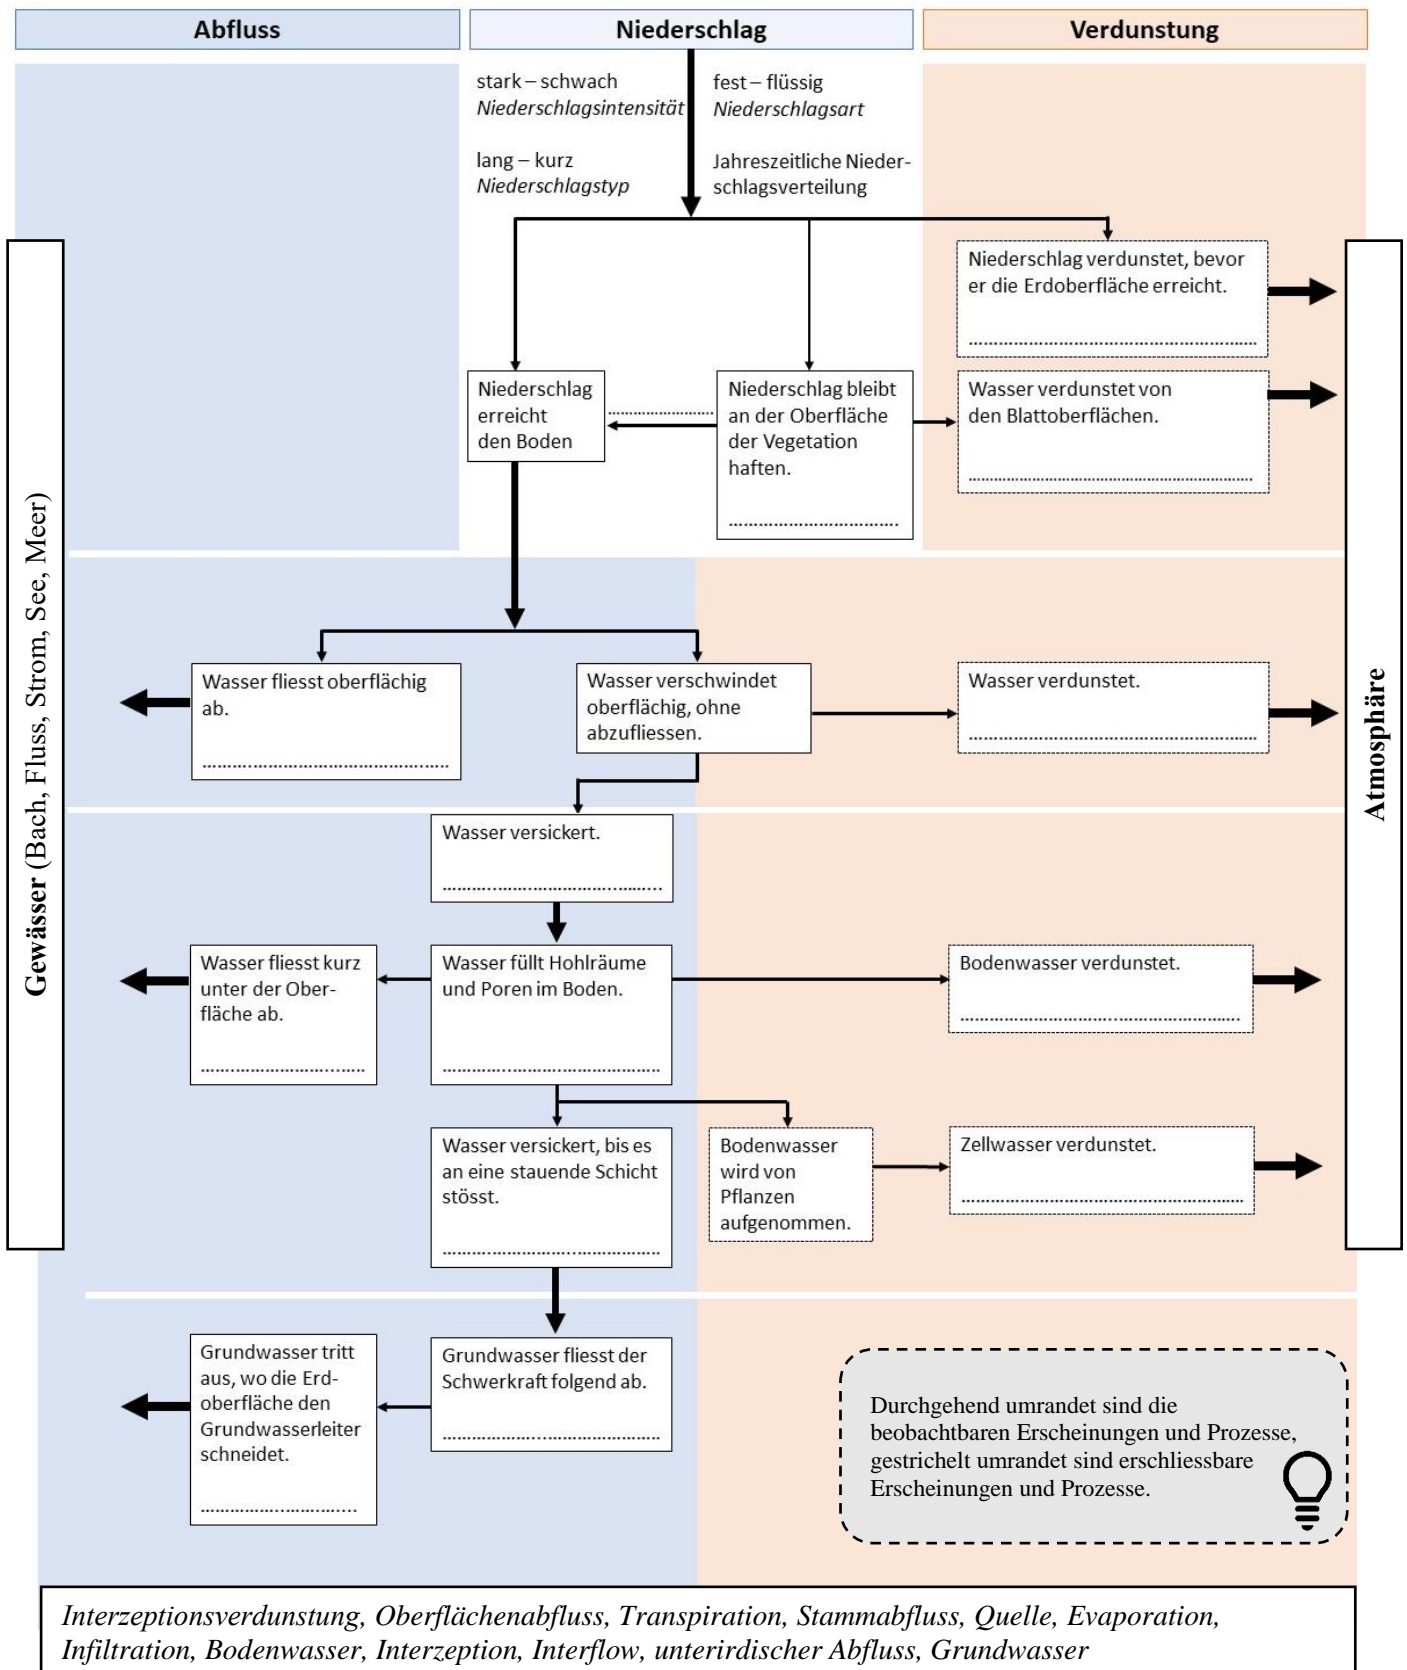 Abfluss
Niederschlag
Verdunstung
stark – schwach
Niederschlagsintensität
fest – flüssig
Niederschlagsart
lang – kurz
Niederschlagstyp
Jahreszeitliche Nieder-
schlagsverteilung
Gewässer (Bach, Fluss, Strom, See, Meer)
Atmosphäre
Niederschlag verdunstet, bevor
er die Erdoberfläche erreicht.
Niederschlag
erreicht
den Boden
Niederschlag bleibt
an der Oberfläche
der Vegetation
haften.
Wasser verdunstet von
den Blattoberflächen.
Wasser fliesst oberflächig
ab.
Wasser verschwindet
oberflächig, ohne
abzufliessen.
Wasser verdunstet.
Wasser versickert.
Wasser fliesst kurz
unter der Ober-
fläche ab.
Wasser füllt Hohlräume
und Poren im Boden.
Bodenwasser verdunstet.
Wasser versickert, bis es
an eine stauende Schicht
stösst.
Bodenwasser
wird von
Pflanzen
aufgenommen.
Zellwasser verdunstet.
Grundwasser tritt
aus, wo die Erd-
oberfläche den
Grundwasserleiter
schneidet.
Grundwasser fliesst der
Schwerkraft folgend ab.
Durchgehend umrandet sind die
beobachtbaren Erscheinungen und Prozesse,
gestrichelt umrandet sind erschliessbare
Erscheinungen und Prozesse.
Interzeptionsverdunstung, Oberflächenabfluss, Transpiration, Stammabfluss, Quelle, Evaporation,
Infiltration, Bodenwasser, Interzeption, Interflow, unterirdischer Abfluss, Grundwasser